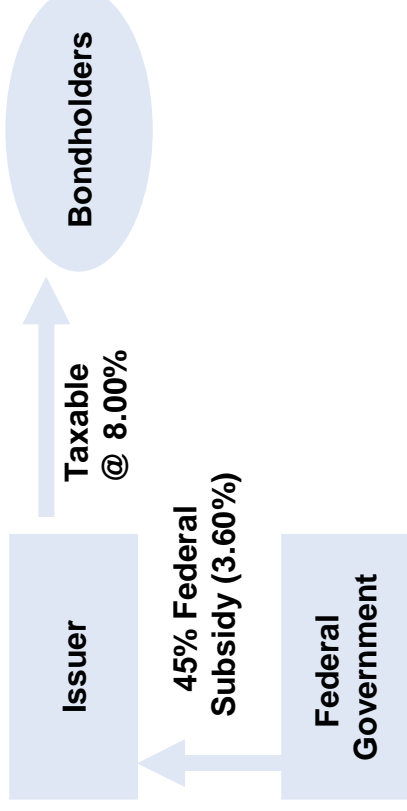 Issuer
Taxable
@ 8.00%
Bondholders
45% Federal
Subsidy (3.60%)
Federal
Government